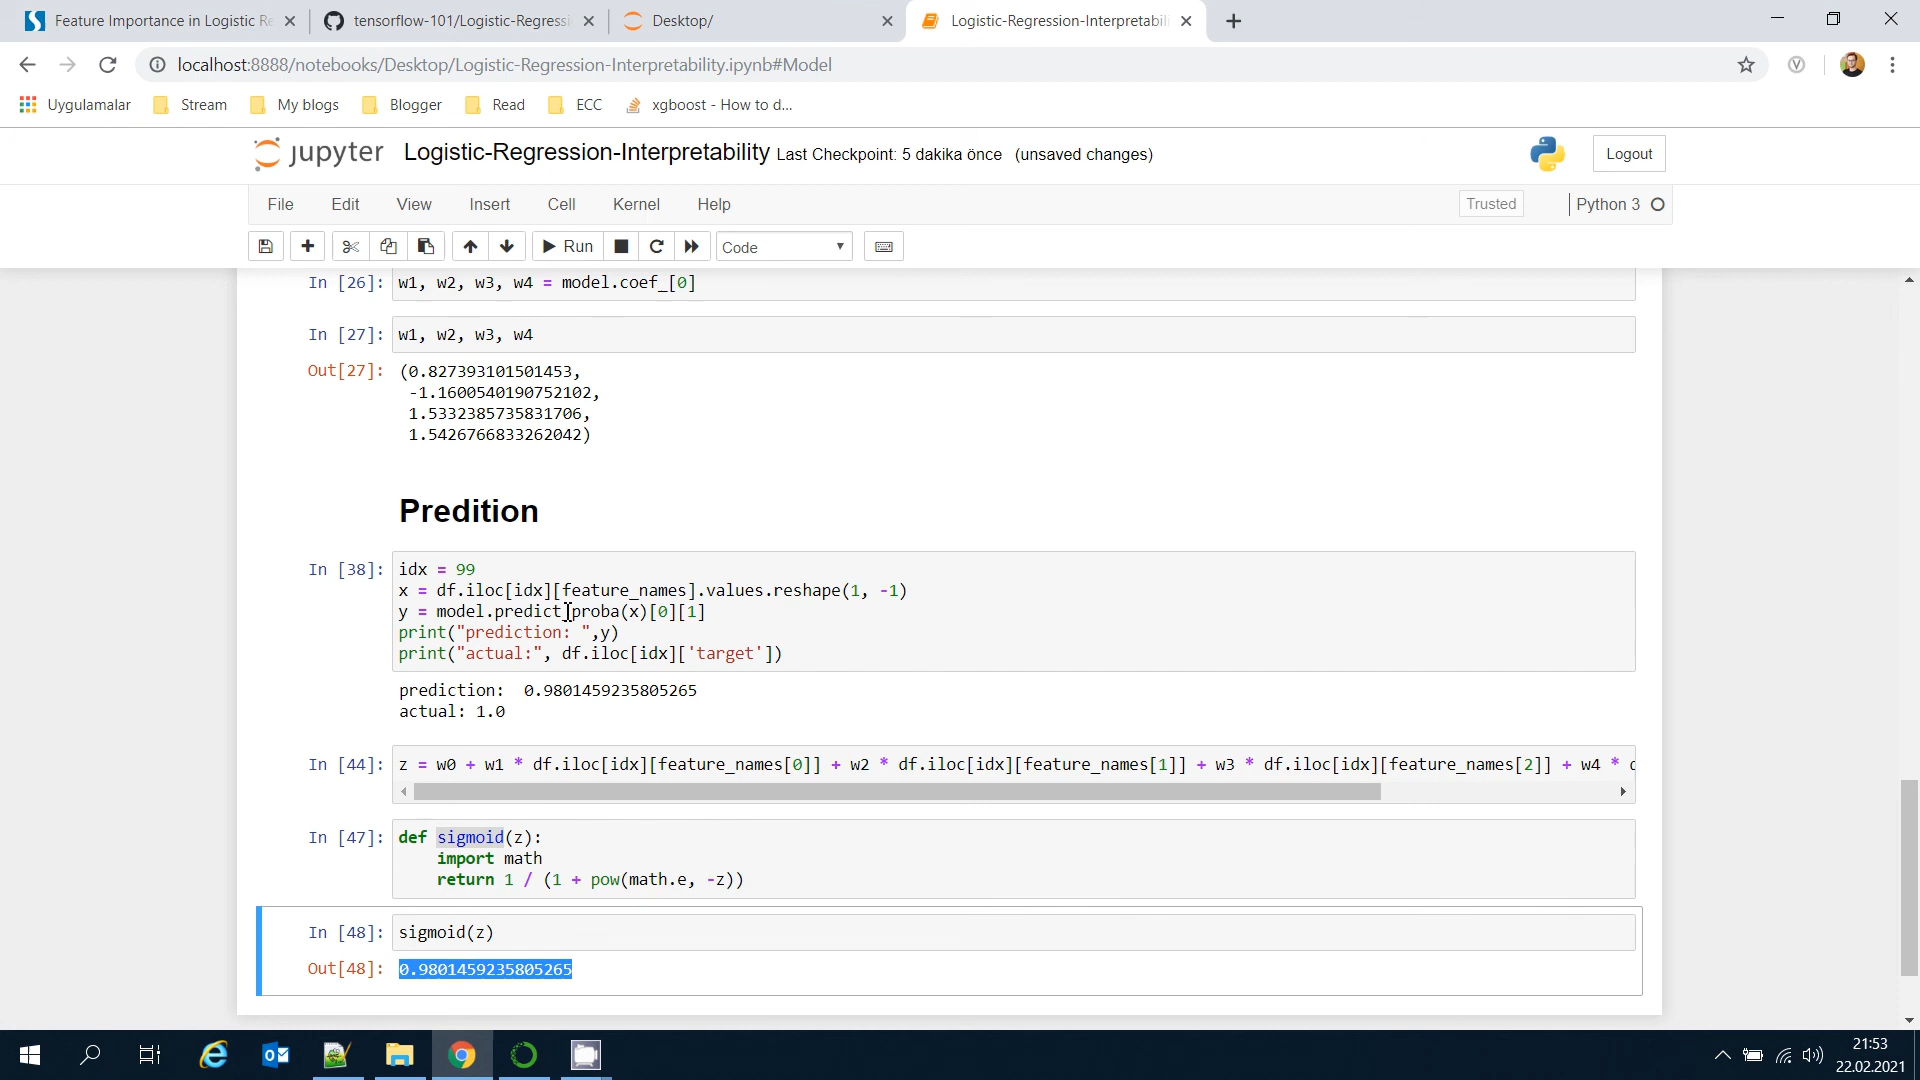 Feature Importance in Logistic Re
tensorflow-101/Logistic-Regressi
Desktop/
Logistic-Regression-Interpretabili
localhost:8888/notebooks/Desktop/Logistic-Regression-Interpretability.ipynb#Model
Uygulamalar
Stream
My blogs
Blogger
Read
ECC
xgboost - How to d...
jupyter
Logistic-Regression-Interpretability Last Checkpoint: 5 dakika önce (unsaved changes)
Logout
File Edit View Insert Cell Kernel Help
Trusted
Python 3
Run
Code
In [26]: w1, w2, w3, w4 = model.coef_[0]
In [27]: w1, w2, w3, w4
Out[27]: (0.827393101501453,
-1.1600540190752102,
1.5332385735831706,
1.5426766833262042)
Predition
In [38]: idx = 99
x = df.iloc[idx][feature_names].values.reshape(1, -1)
y = model.predict_proba(x)[0][1]
print("prediction: ",y)
print("actual:", df.iloc[idx]['target'])
prediction:  0.9801459235805265
actual: 1.0
In [44]: z = w0 + w1 * df.iloc[idx][feature_names[0]] + w2 * df.iloc[idx][feature_names[1]] + w3 * df.iloc[idx][feature_names[2]] + w4 *
In [47]: def sigmoid(z):
import math
return 1 / (1 + pow(math.e, -z))
In [48]: sigmoid(z)
Out[48]: 0.9801459235805265
21:53
22.02.2021